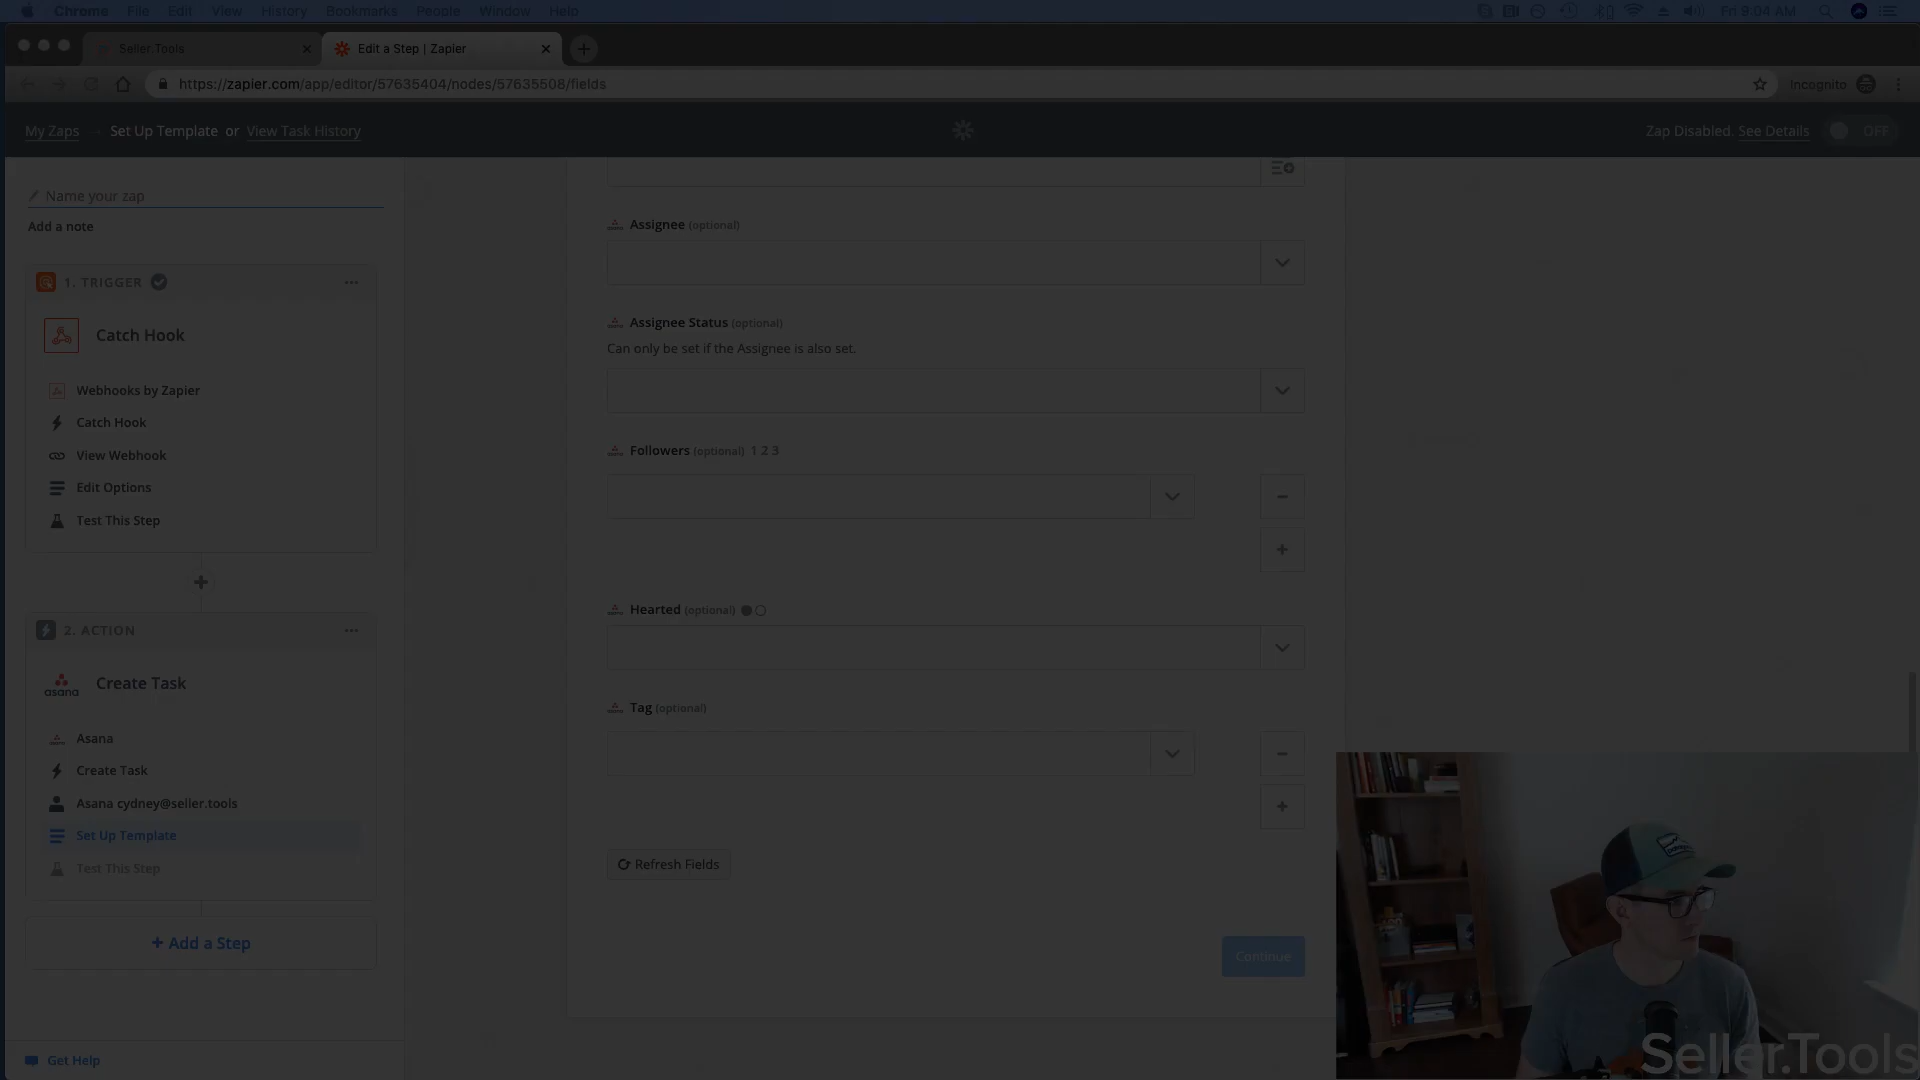 Chrome File Edit View History Bookmarks People Window Help
Fri 9:04 AM
Seller.Tools
Edit a Step | Zapier
https://zapier.com/app/editor/57635404/nodes/57635508/fields
Incognito
My Zaps
Set Up Template or View Task History
Zap Disabled. See Details
OFF
Name your zap
Add a note
1. TRIGGER
Catch Hook
Webhooks by Zapier
Catch Hook
View Webhook
Edit Options
Test This Step
2. ACTION
asana
Create Task
Asana
Create Task
Asana cydney@seller.tools
Set Up Template
Test This Step
+ Add a Step
Get Help
Assignee (optional)
Assignee Status (optional)
Can only be set if the Assignee is also set.
Followers (optional) 1 2 3
Hearted (optional)
Tag (optional)
Refresh Fields
Continue
Seller.Tools